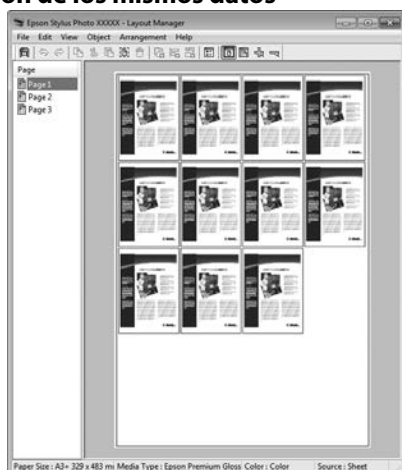 ón de los mismos datos
Epson Stylus Photo XXXXX - Layout Manager
File Edit View Object Arrangement Help
Page
Page 1
Page 2
Page 3
Paper Size : A3+ 329 x 483 mi Media Type : Epson Premium Gloss Color : Color Source : Sheet